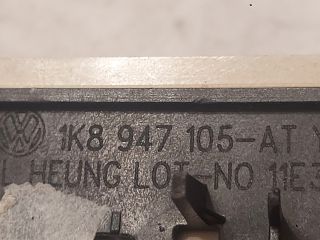 1K8 947 105-AT Y
L HEUNG LOT-NO 11E3